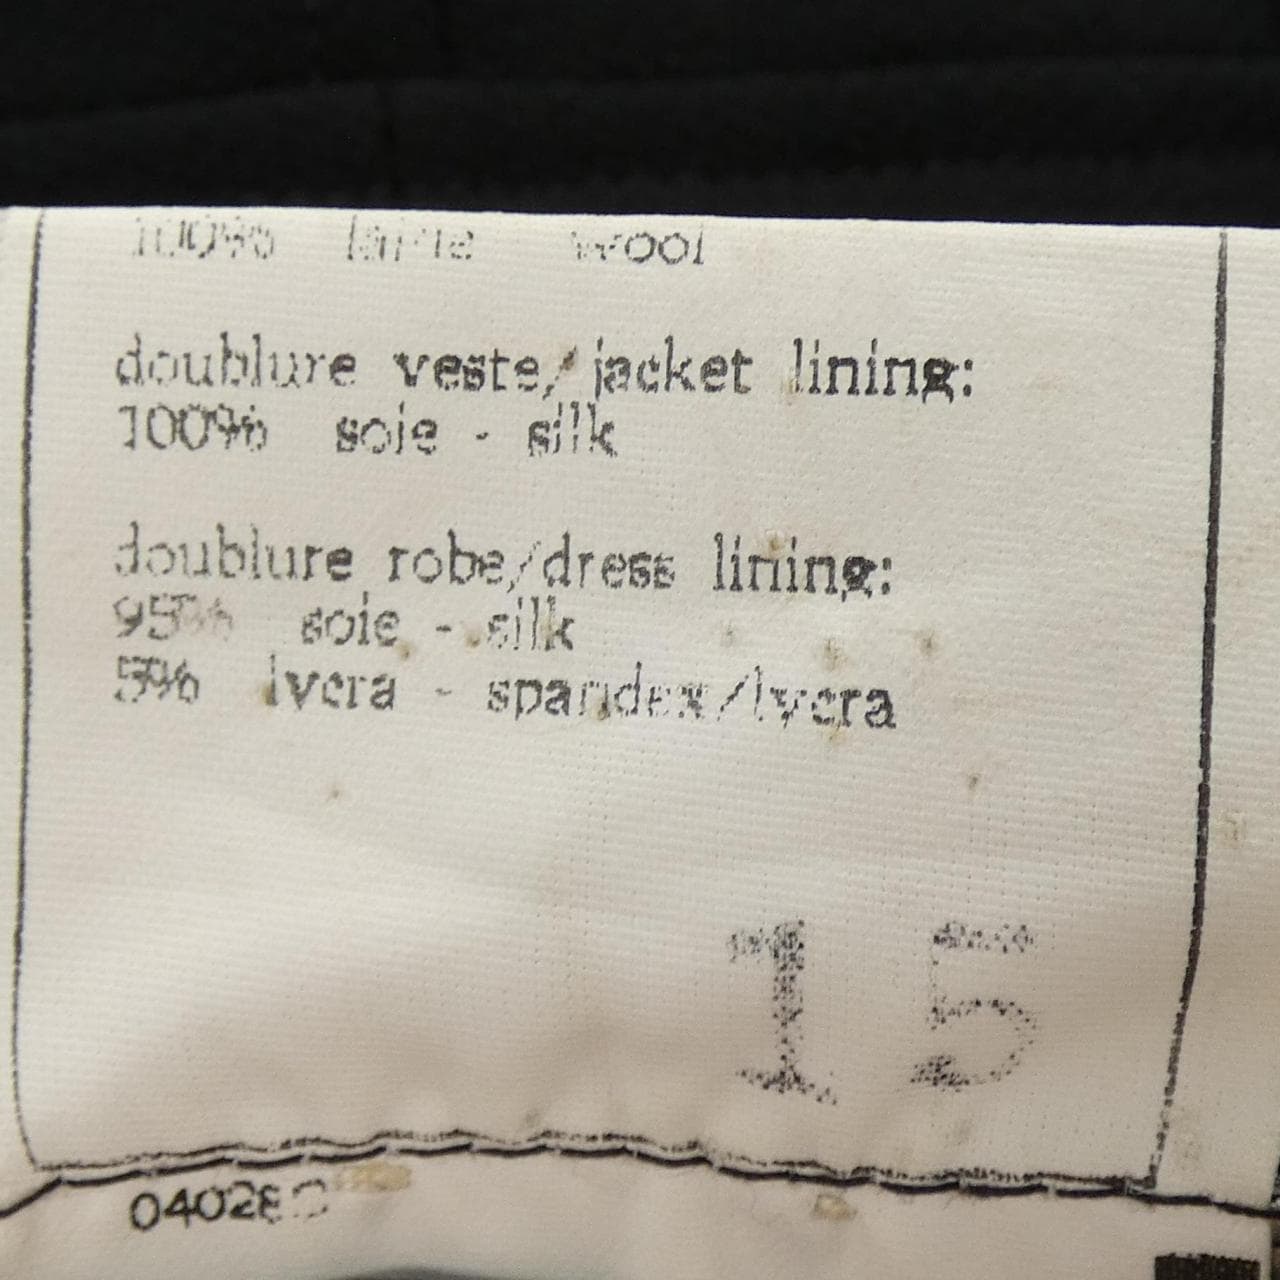 100% laine wool
doublure veste/ jacket lining:
100% soie - silk
doublure robe/dress lining:
95% soie - silk
5% lycra - spandex/lycra
15